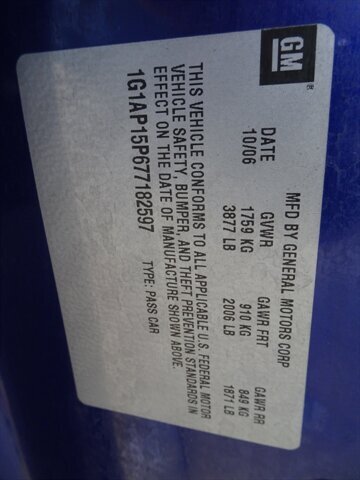 GM
MFD BY GENERAL MOTORS CORP
DATE GVWR GAWR FRT GAWR RR
10/06 1759 KG 910 KG 849 KG
3877 LB 2006 LB 1871 LB
THIS VEHICLE CONFORMS TO ALL APPLICABLE U.S. FEDERAL MOTOR
VEHICLE SAFETY, BUMPER, AND THEFT PREVENTION STANDARDS IN
EFFECT ON THE DATE OF MANUFACTURE SHOWN ABOVE.
1G1AP15P677182597 TYPE: PASS CAR